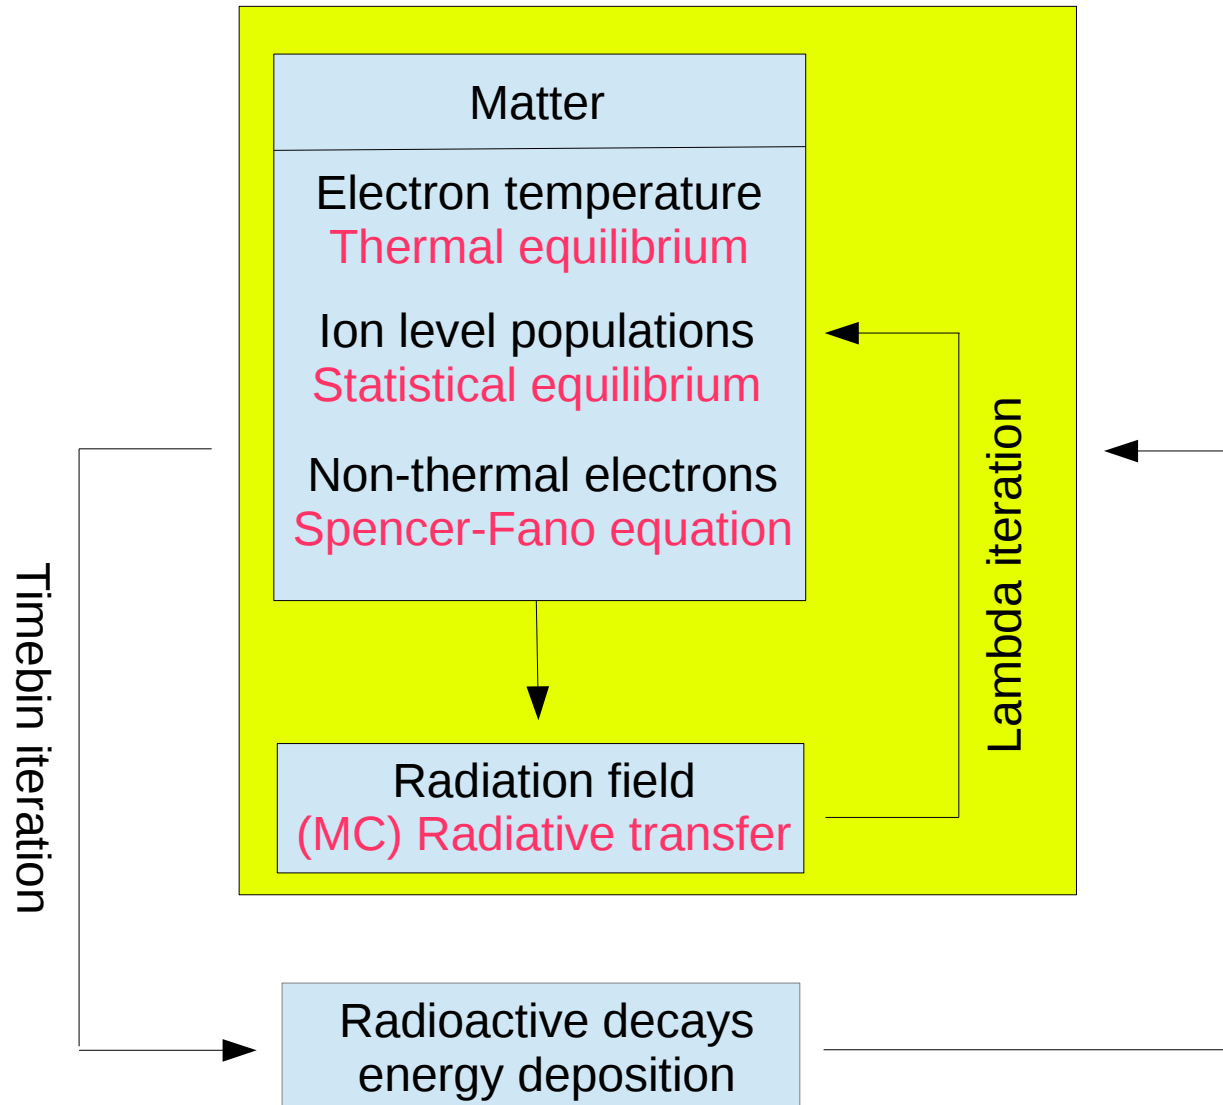 Matter
Electron temperature
Thermal equilibrium
Ion level populations
Statistical equilibrium
Non-thermal electrons
Spencer-Fano equation
Lambda iteration
Timebin iteration
Radiation field
(MC) Radiative transfer
Radioactive decays
energy deposition